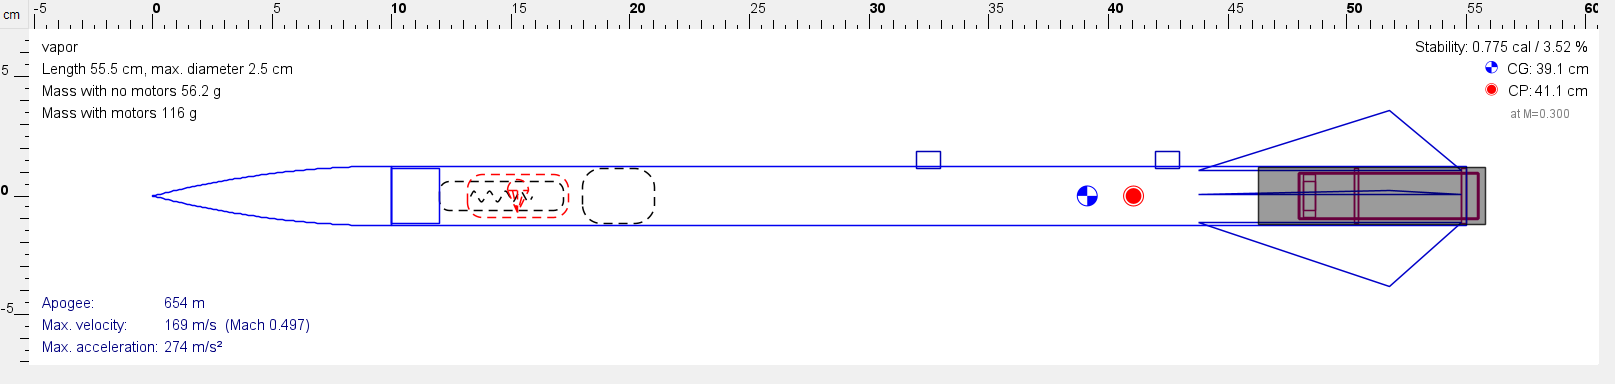 cm -5 0 5 10 15 20 25 30 35 40 45 50 55 60
vapor
Length 55.5 cm, max. diameter 2.5 cm
Mass with no motors 56.2 g
Mass with motors 116 g
Stability: 0.775 cal / 3.52 %
CG: 39.1 cm
CP: 41.1 cm
at M=0.300
5
0
-5
Apogee: 654 m
Max. velocity: 169 m/s (Mach 0.497)
Max. acceleration: 274 m/s²